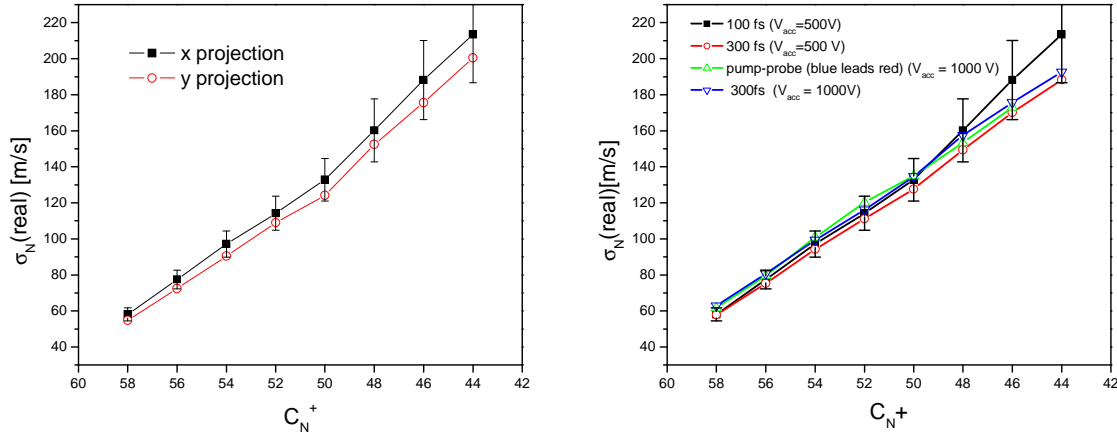 220
200
180
160
140
120
100
80
60
40
σN(real) [m/s]
x projection
y projection
60 58 56 54 52 50 48 46 44 42
CN+
220
200
180
160
140
120
100
80
60
40
σN(real)[m/s]
100 fs (Vacc=500V)
300 fs (Vacc=500 V)
pump-probe (blue leads red) (Vacc = 1000 V)
300fs (Vacc = 1000V)
60 58 56 54 52 50 48 46 44 42
CN+